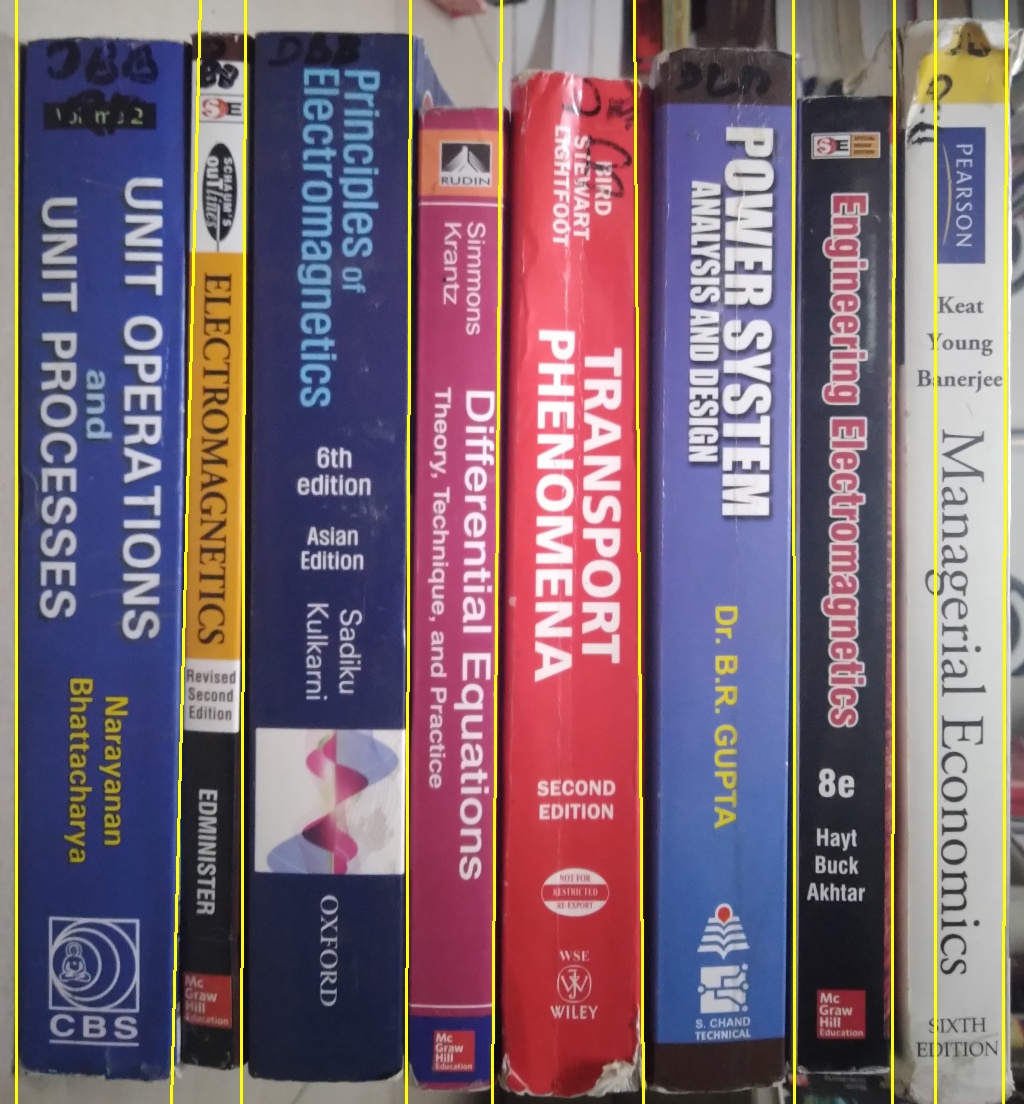 UNIT OPERATIONS
and
UNIT PROCESSES
Narayanan
Bhattacharya
CBS
SCHAUM'S
OUTlines
ELECTROMAGNETICS
Revised
Second
Edition
EDMINISTER
Mc
Graw
Hill
Education
Principles of
Electromagnetics
6th
edition
Asian
Edition
Sadiku
Kulkarni
OXFORD
RUDIN
Simmons
Krantz
Differential Equations
Theory, Technique, and Practice
Mc
Graw
Hill
Education
BIRD
STEWART
LIGHTFOOT
TRANSPORT
PHENOMENA
SECOND
EDITION
NOT FOR
RESTRICTED
RE-EXPORT
WSE
WILEY
POWER SYSTEM
ANALYSIS AND DESIGN
Dr. B.R. GUPTA
S. CHAND
TECHNICAL
Engineering Electromagnetics
8e
Hayt
Buck
Akhtar
Mc
Graw
Hill
Education
PEARSON
Keat
Young
Banerjee
Managerial Economics
SIXTH
EDITION